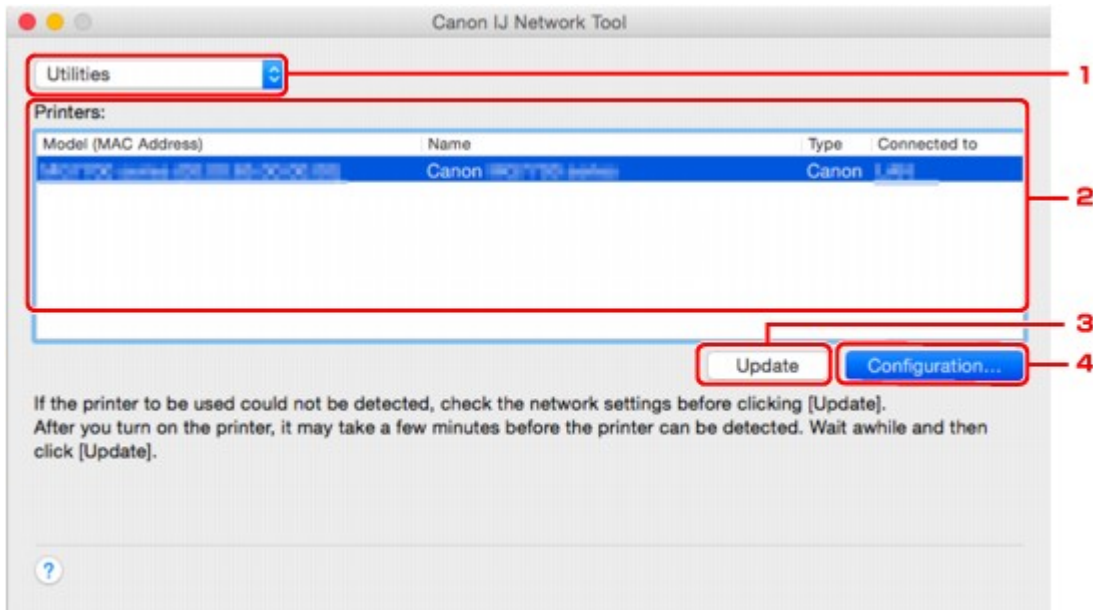 Canon IJ Network Tool
Utilities
1
Printers:
Model (MAC Address) Name Type Connected to
Canon Canon
2
3
Update Configuration... 4
If the printer to be used could not be detected, check the network settings before clicking [Update].
After you turn on the printer, it may take a few minutes before the printer can be detected. Wait awhile and then
click [Update].
?